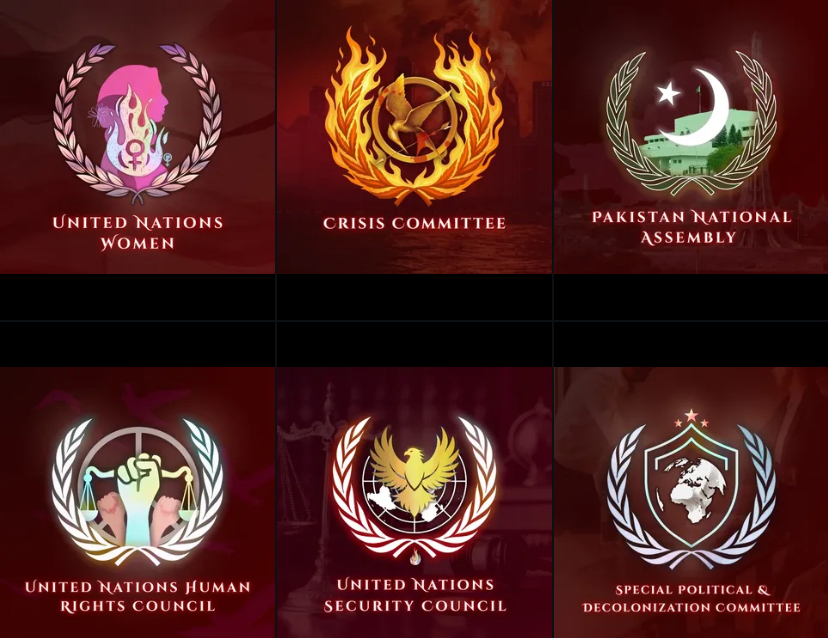 United Nations
Women
Crisis Committee
Pakistan National
Assembly
United Nations Human
Rights Council
United Nations
Security Council
Special Political &
Decolonization Committee